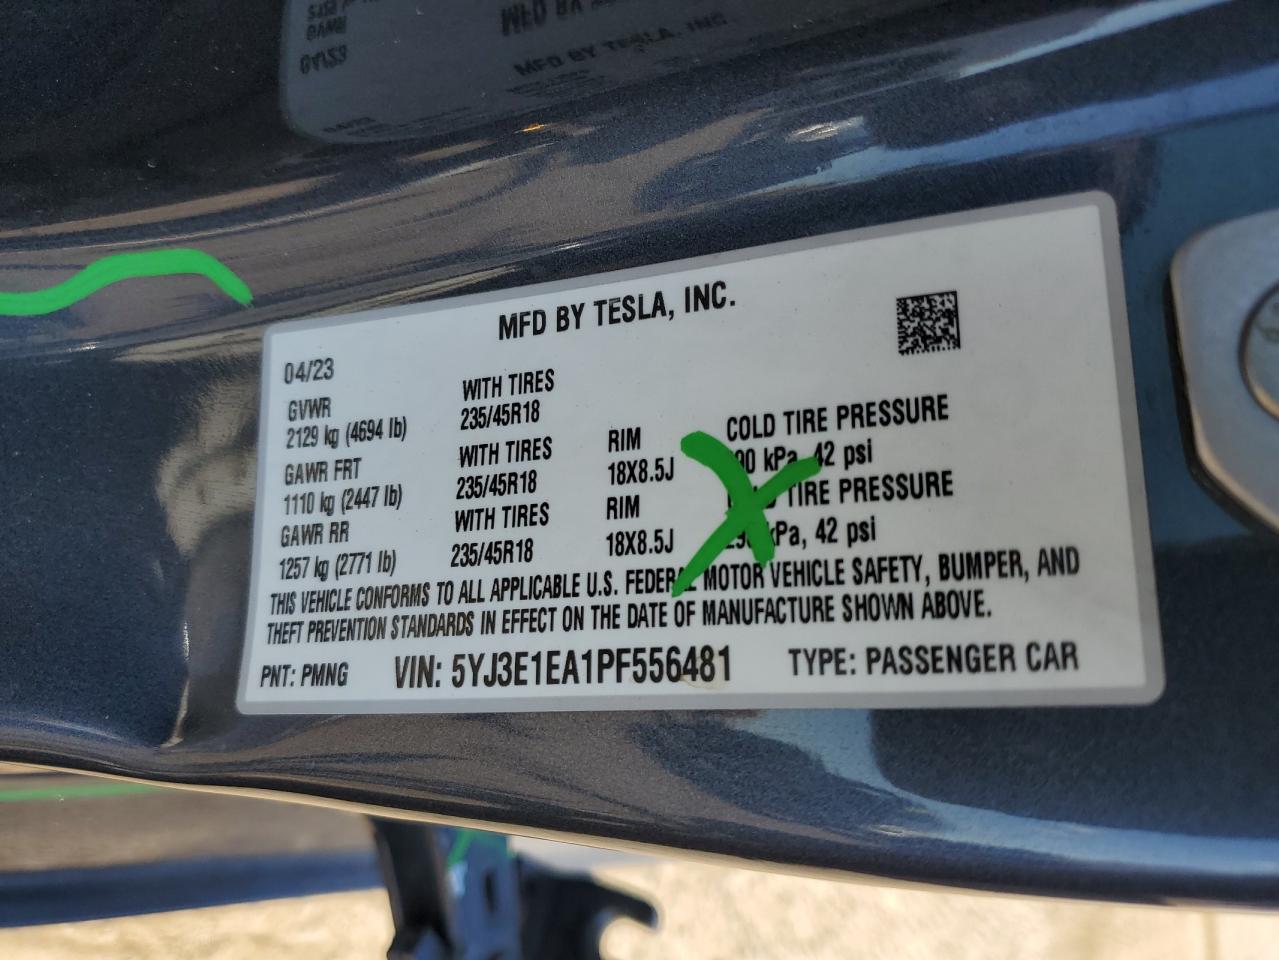 MFD BY TESLA, INC.
04/23
GVWR
2129 kg (4694 lb)
WITH TIRES
235/45R18
GAWR FRT
1110 kg (2447 lb)
WITH TIRES
235/45R18
RIM
18X8.5J
COLD TIRE PRESSURE
kPa, 42 psi
GAWR RR
1257 kg (2771 lb)
WITH TIRES
235/45R18
RIM
18X8.5J
TIRE PRESSURE
kPa, 42 psi
THIS VEHICLE CONFORMS TO ALL APPLICABLE U.S. FEDERAL MOTOR VEHICLE SAFETY, BUMPER, AND
THEFT PREVENTION STANDARDS IN EFFECT ON THE DATE OF MANUFACTURE SHOWN ABOVE.
PNT: PMNG VIN: 5YJ3E1EA1PF556481 TYPE: PASSENGER CAR